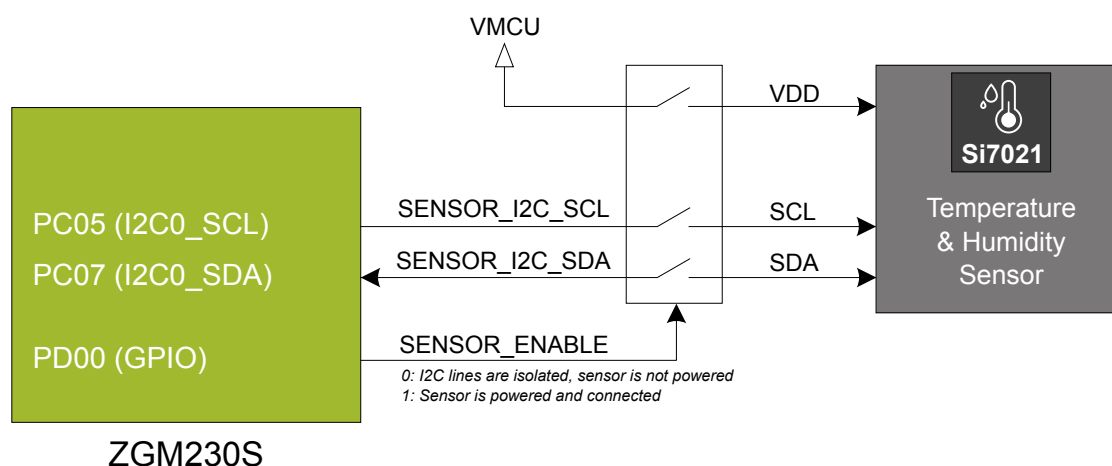 VMCU
VDD
Si7021
PC05 (I2C0_SCL)
SENSOR_I2C_SCL
SCL
Temperature
& Humidity
Sensor
PC07 (I2C0_SDA)
SENSOR_I2C_SDA
SDA
PD00 (GPIO)
SENSOR_ENABLE
0: I2C lines are isolated, sensor is not powered
1: Sensor is powered and connected
ZGM230S